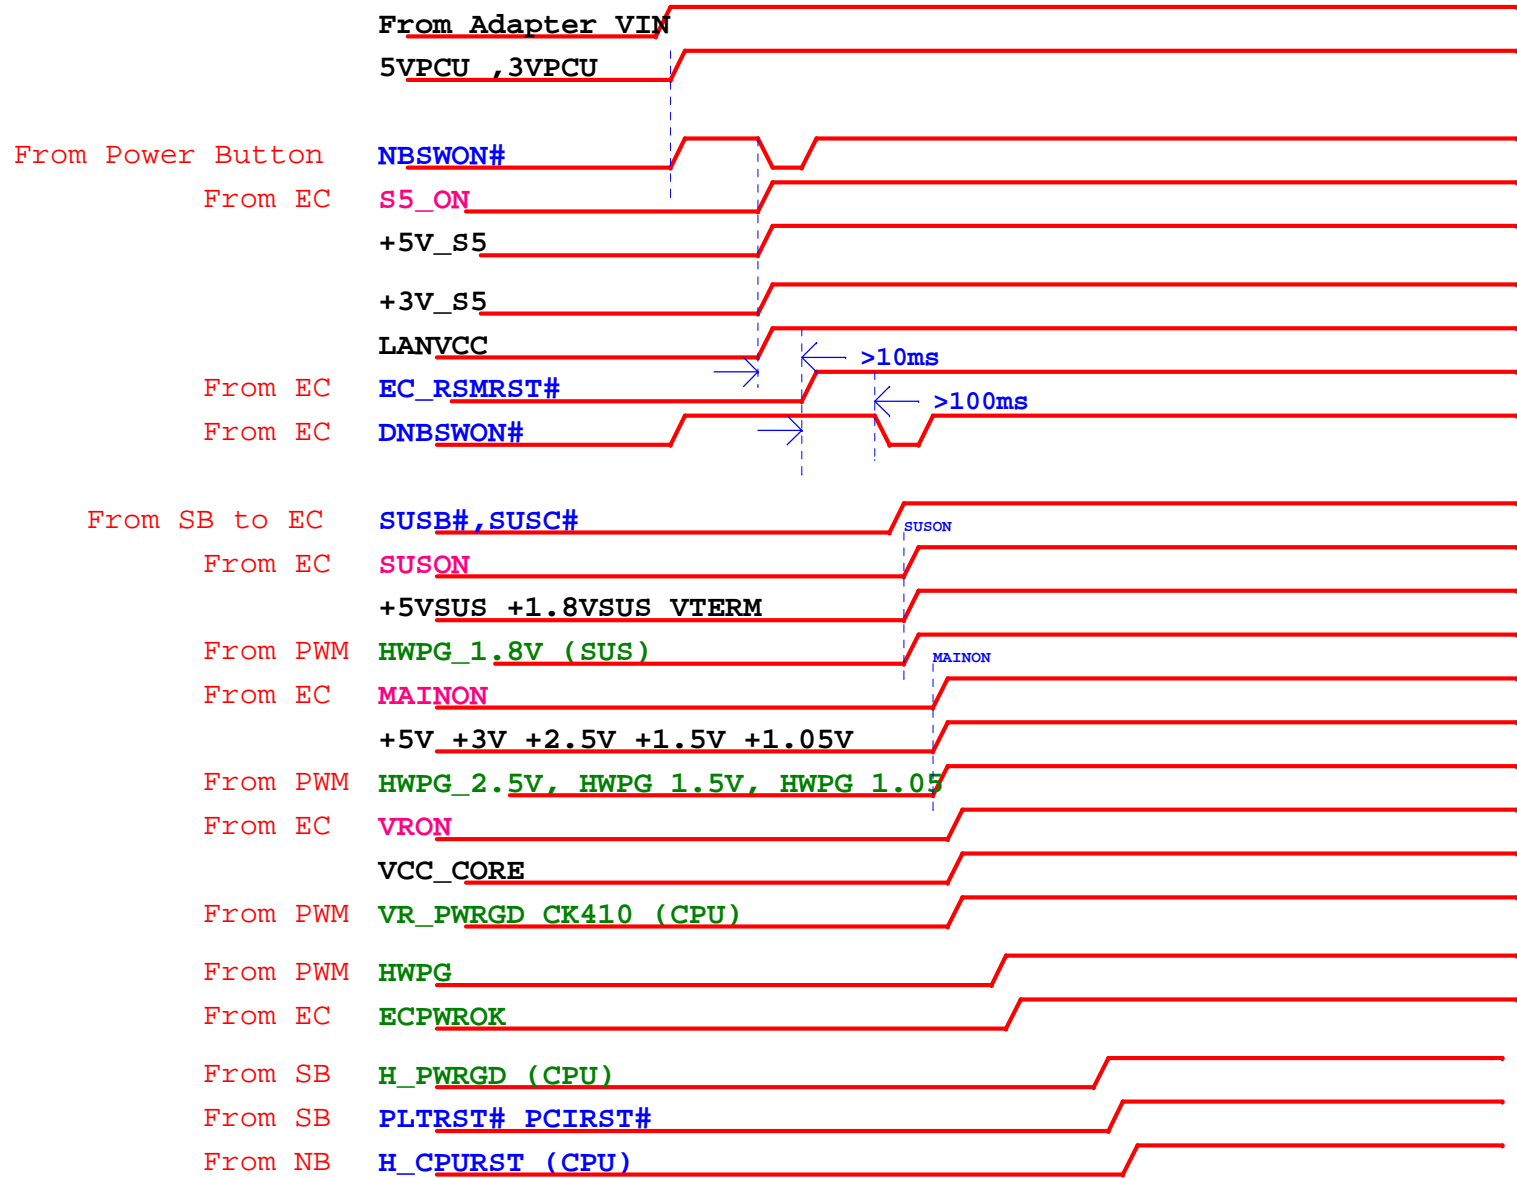 From Adapter VIN
5VPCU ,3VPCU
From Power Button NBSWON#
From EC S5_ON
+5V_S5
+3V_S5
LANVCC
>10ms
From EC EC_RSMRST#
>100ms
From EC DNBSWON#
From SB to EC SUSB#,SUSC#
SUSON
From EC SUSON
+5VSUS +1.8VSUS VTERM
From PWM HWPG_1.8V (SUS)
MAINON
From EC MAINON
+5V +3V +2.5V +1.5V +1.05V
From PWM HWPG_2.5V, HWPG 1.5V, HWPG 1.05
From EC VRON
VCC_CORE
From PWM VR_PWRGD CK410 (CPU)
From PWM HWPG
From EC ECPWROK
From SB H_PWRGD (CPU)
From SB PLTRST# PCIRST#
From NB H_CPURST (CPU)